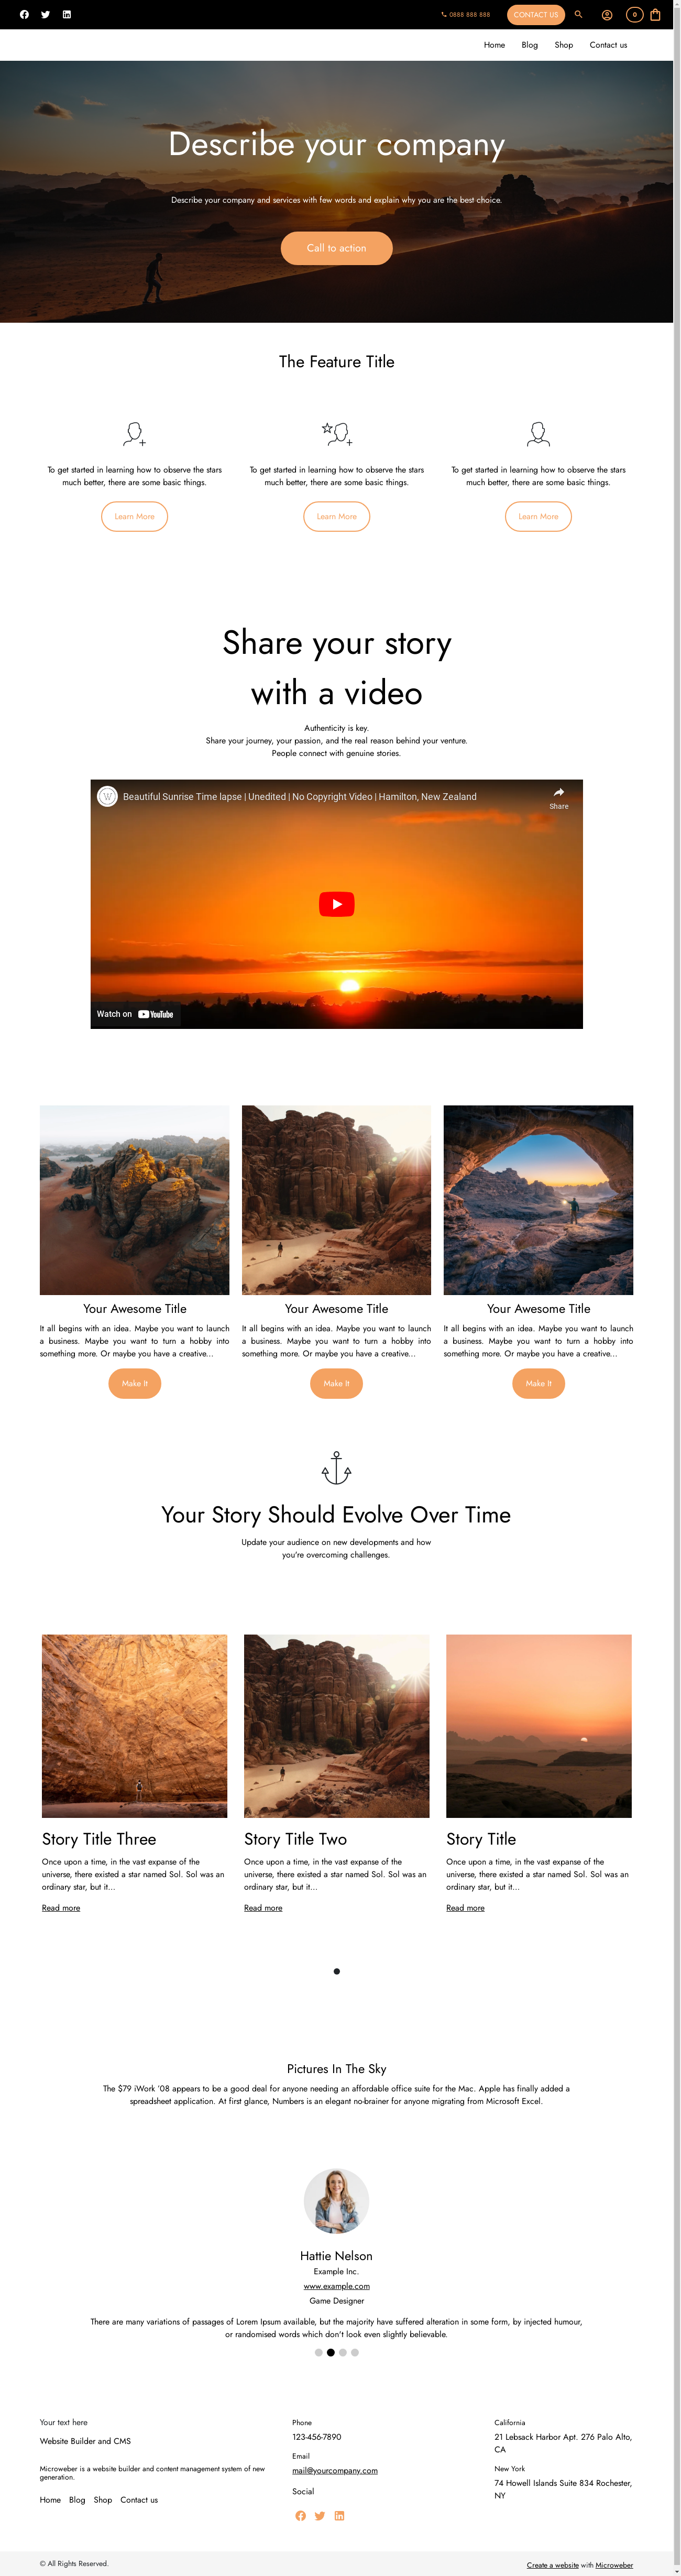 0888 888 888
CONTACT US
0
Home Blog Shop Contact us
Describe your company
Describe your company and services with few words and explain why you are the best choice.
Call to action
The Feature Title
To get started in learning how to observe the stars
much better, there are some basic things.
Learn More
To get started in learning how to observe the stars
much better, there are some basic things.
Learn More
To get started in learning how to observe the stars
much better, there are some basic things.
Learn More
Share your story
with a video
Authenticity is key.
Share your journey, your passion, and the real reason behind your venture.
People connect with genuine stories.
W
Beautiful Sunrise Time lapse | Unedited | No Copyright Video | Hamilton, New Zealand
Share
Watch on YouTube
Your Awesome Title
It all begins with an idea. Maybe you want to launch
a business. Maybe you want to turn a hobby into
something more. Or maybe you have a creative...
Make It
Your Awesome Title
It all begins with an idea. Maybe you want to launch
a business. Maybe you want to turn a hobby into
something more. Or maybe you have a creative...
Make It
Your Awesome Title
It all begins with an idea. Maybe you want to launch
a business. Maybe you want to turn a hobby into
something more. Or maybe you have a creative...
Make It
Your Story Should Evolve Over Time
Update your audience on new developments and how
you're overcoming challenges.
Story Title Three
Once upon a time, in the vast expanse of the
universe, there existed a star named Sol. Sol was an
ordinary star, but it...
Read more
Story Title Two
Once upon a time, in the vast expanse of the
universe, there existed a star named Sol. Sol was an
ordinary star, but it...
Read more
Story Title
Once upon a time, in the vast expanse of the
universe, there existed a star named Sol. Sol was an
ordinary star, but it...
Read more
Pictures In The Sky
The $79 iWork '08 appears to be a good deal for anyone needing an affordable office suite for the Mac. Apple has finally added a
spreadsheet application. At first glance, Numbers is an elegant no-brainer for anyone migrating from Microsoft Excel.
Hattie Nelson
Example Inc.
www.example.com
Game Designer
There are many variations of passages of Lorem Ipsum available, but the majority have suffered alteration in some form, by injected humour,
or randomised words which don't look even slightly believable.
Your text here
Website Builder and CMS
Microweber is a website builder and content management system of new
generation.
Home Blog Shop Contact us
Phone
123-456-7890
Email
mail@yourcompany.com
Social
California
21 Lebsack Harbor Apt. 276 Palo Alto,
CA
New York
74 Howell Islands Suite 834 Rochester,
NY
© All Rights Reserved.
Create a website with Microweber